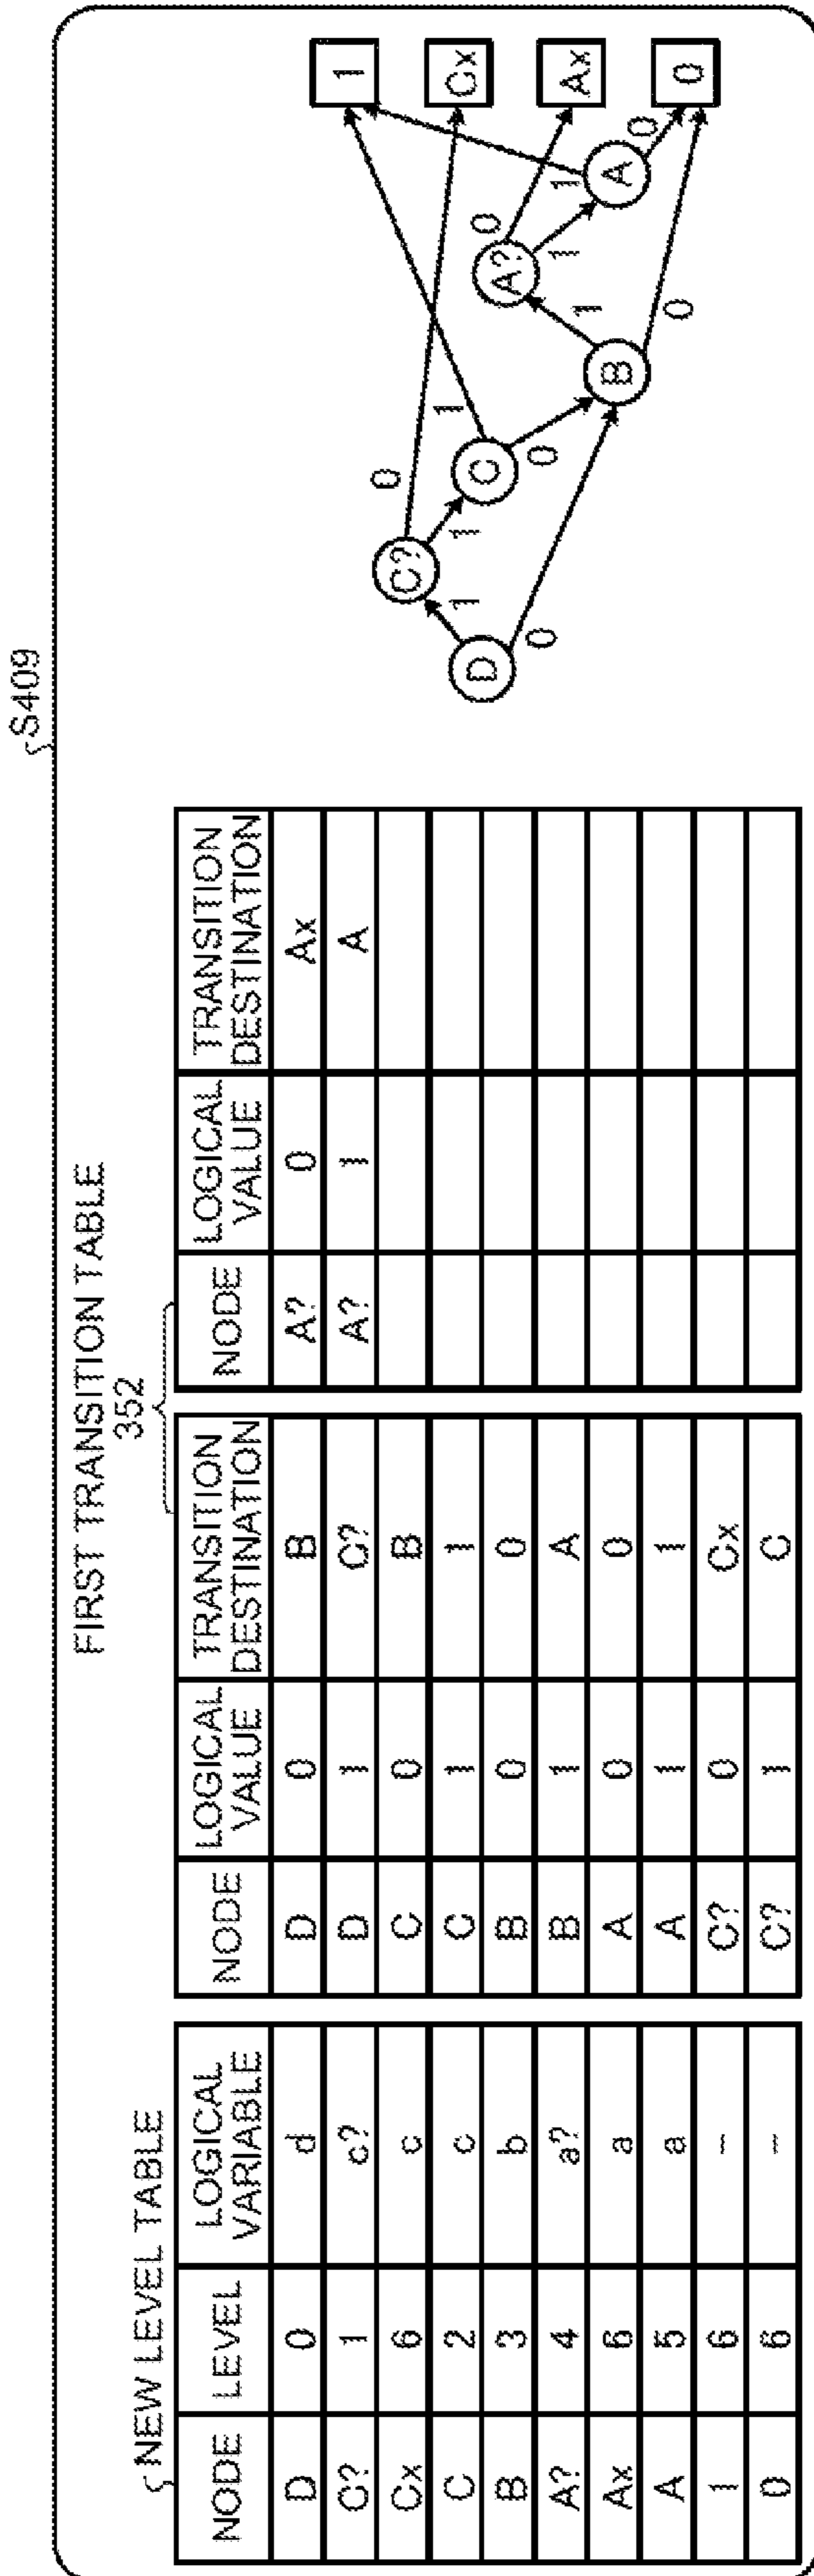 S409
NEW LEVEL TABLE
NODE LEVEL LOGICAL VARIABLE
D 0 d
C? 1 c?
Cx 6 c
C 2 c
B 3 b
A? 4 a?
Ax 6 a
A 5 a
1 6 –
0 6 –
FIRST TRANSITION TABLE
352
NODE LOGICAL VALUE TRANSITION DESTINATION
D 0 B
D 1 C?
C 0 B
C 1 1
B 0 0
B 1 A
A 0 0
A 1 1
C? 0 Cx
C? 1 C
NODE LOGICAL VALUE TRANSITION DESTINATION
A? 0 Ax
A? 1 A
D
1
0
C?
1
0
C
1
0
B
1
0
A?
1
0
A
1
0
1
Cx
Ax
0